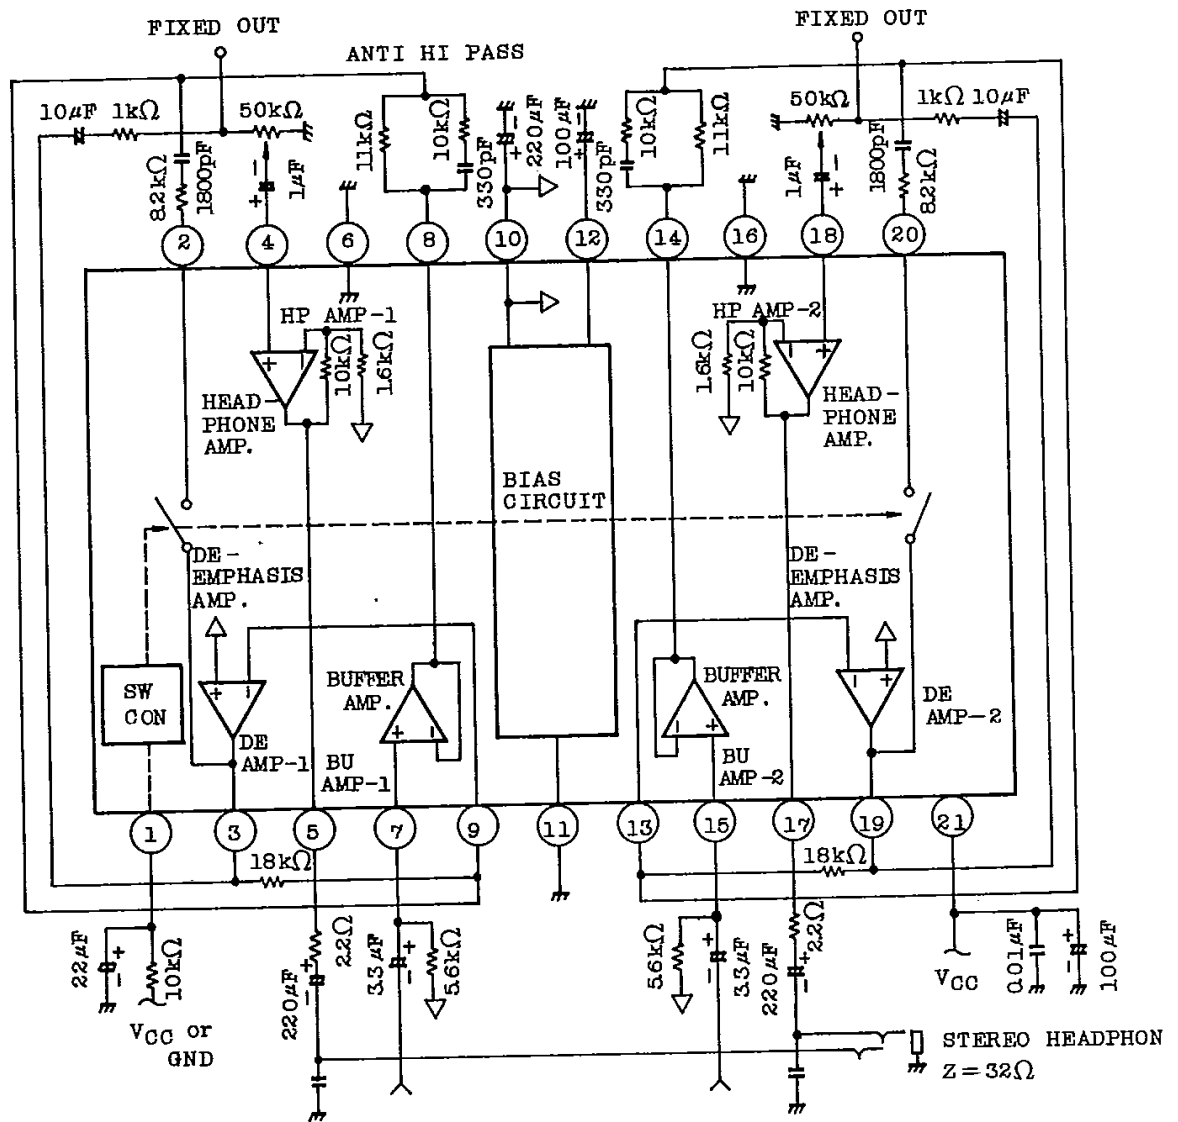 FIXED OUT
FIXED OUT
ANTI HI PASS
10µF
1kΩ
50kΩ
11kΩ
10kΩ
330pF
220µF
100µF
330pF
10kΩ
11kΩ
50kΩ
1kΩ
10µF
8.2kΩ
1800pF
1µF
1µF
1800pF
8.2kΩ
2
4
6
8
10
12
14
16
18
20
HP AMP-1
10kΩ
1.6kΩ
HEAD-
PHONE
AMP.
HP AMP-2
1.6kΩ
10kΩ
HEAD-
PHONE
AMP.
BIAS
CIRCUIT
DE-
EMPHASIS
AMP.
DE-
EMPHASIS
AMP.
SW
CON
DE
AMP-1
BUFFER
AMP.
BU
AMP-1
BUFFER
AMP.
BU
AMP-2
DE
AMP-2
1
3
5
7
9
11
13
15
17
19
21
18kΩ
18kΩ
22µF
10kΩ
VCC or
GND
2.2Ω
220µF
3.3µF
5.6kΩ
5.6kΩ
3.3µF
2.2Ω
220µF
VCC
0.01µF
100µF
STEREO HEADPHON
Z=32Ω